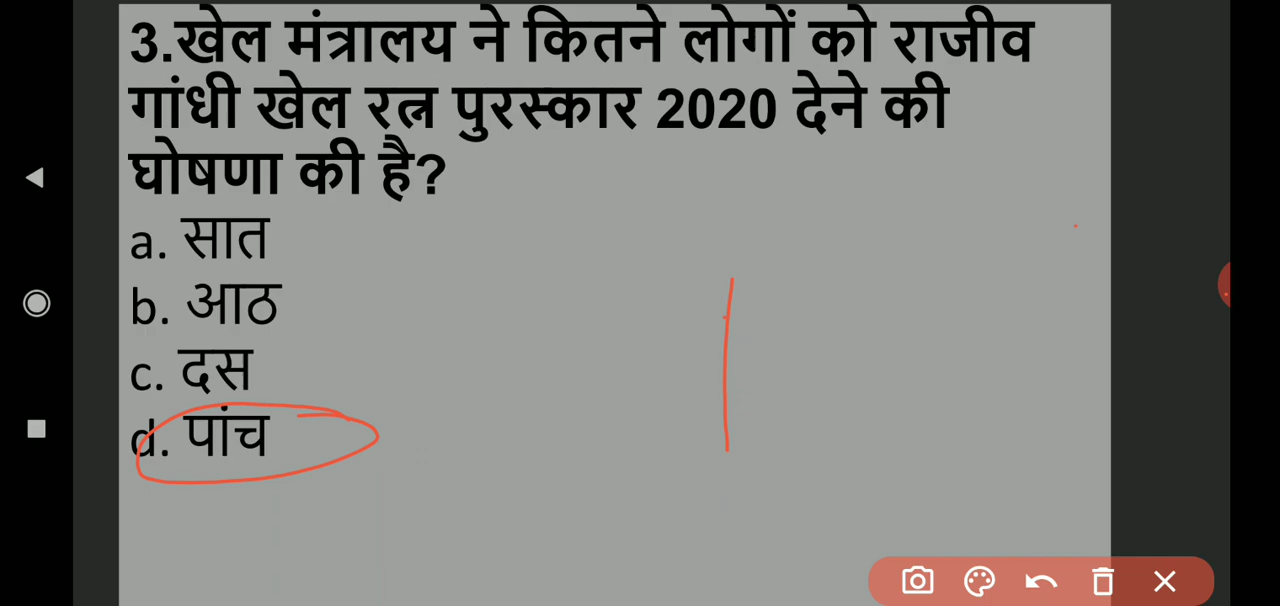 3.खेल मंत्रालय ने कितने लोगों को राजीव
गांधी खेल रत्न पुरस्कार 2020 देने की
घोषणा की है?
a. सात
b. आठ
c. दस
d. पांच